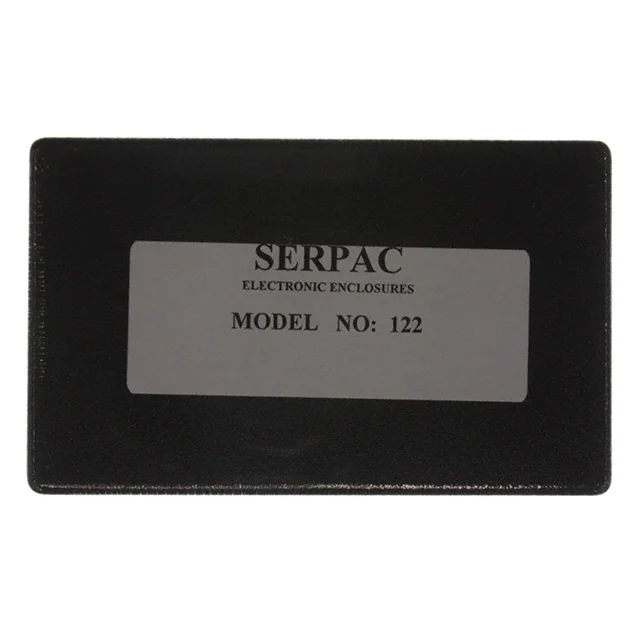 SERPAC
ELECTRONIC ENCLOSURES
MODEL NO: 122